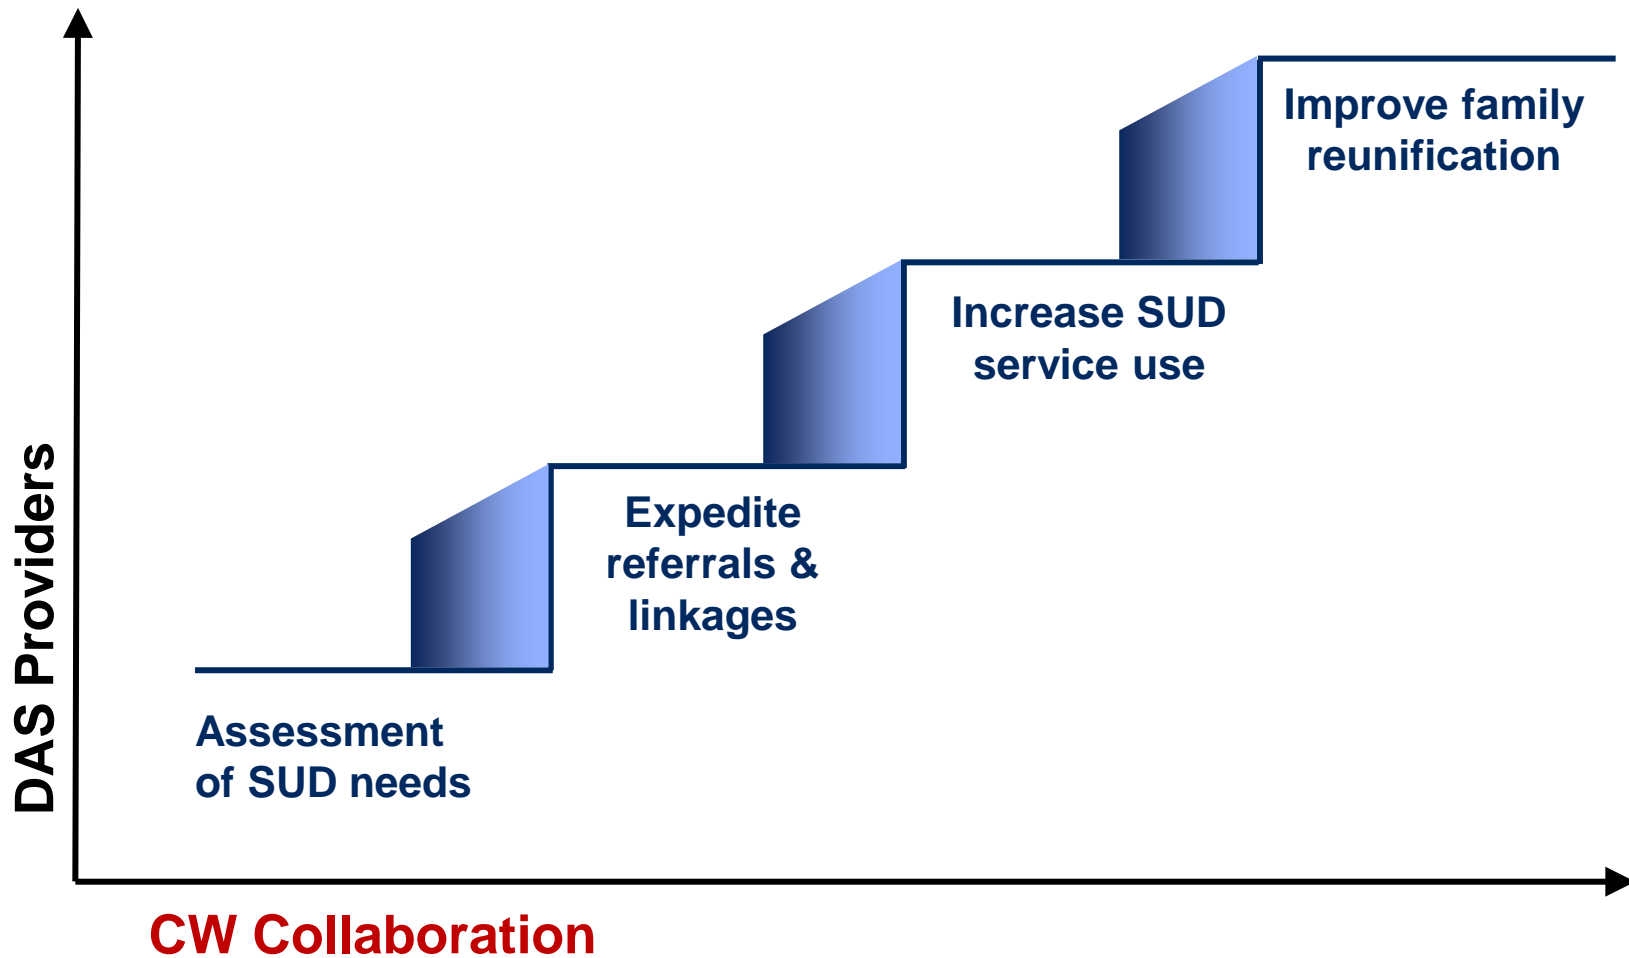 Improve family
reunification
Increase SUD
service use
Expedite
referrals &
linkages
Assessment
of SUD needs
DAS Providers
CW Collaboration